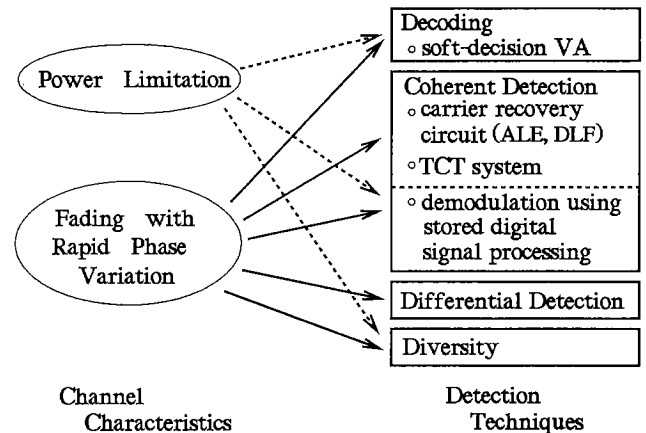 Power Limitation
Fading with
Rapid Phase
Variation
Channel
Characteristics
Decoding
soft-decision VA
Coherent Detection
carrier recovery
circuit (ALE, DLF)
TCT system
demodulation using
stored digital
signal processing
Differential Detection
Diversity
Detection
Techniques